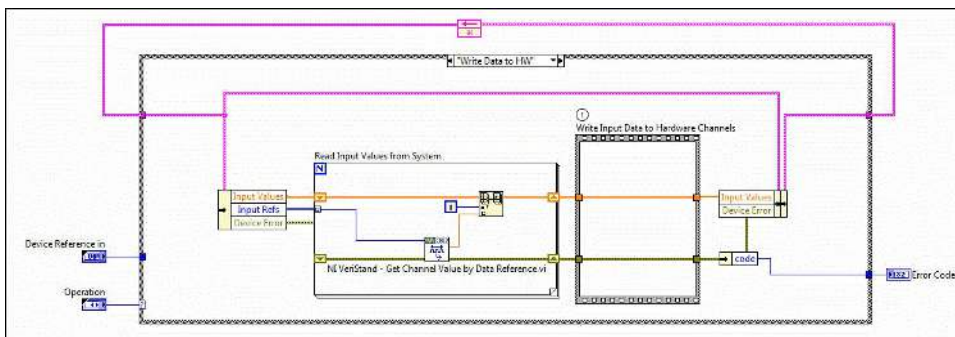 "Write Data to HW"
Write Input Data to Hardware Channels
Read Input Values from System
N
Input Values
Input Refs
Device Error
i
NI VeriStand - Get Channel Value by Data Reference.vi
Input Values
Device Error
code
Device Reference in
Operation
Error Code